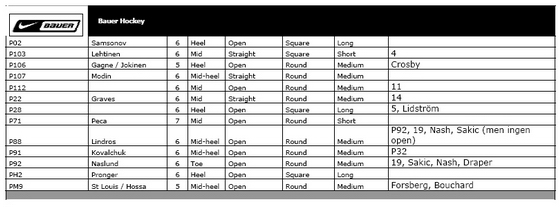 BAUER
Bauer Hockey
P02 Samsonov 6 Heel Open Square Long
P103 Lehtinen 6 Mid Straight Square Short 4
P106 Gagne / Jokinen 5 Heel Open Round Medium Crosby
P107 Modin 6 Mid-heel Straight Round Medium
P112 6 Mid Open Round Medium 11
P22 Graves 6 Mid Straight Round Medium 14
P28 6 Heel Open Square Long 5, Lidström
P71 Peca 7 Mid Open Round Short
P92, 19, Nash, Sakic (men ingen
P88 Lindros 6 Mid-heel Open Round Medium open)
P91 Kovalchuk 6 Mid-heel Open Round Medium P32
P92 Naslund 6 Toe Open Round Medium 19, Sakic, Nash, Draper
PH2 Pronger 6 Heel Open Square Long
PM9 St Louis / Hossa 5 Mid-heel Open Round Medium Forsberg, Bouchard